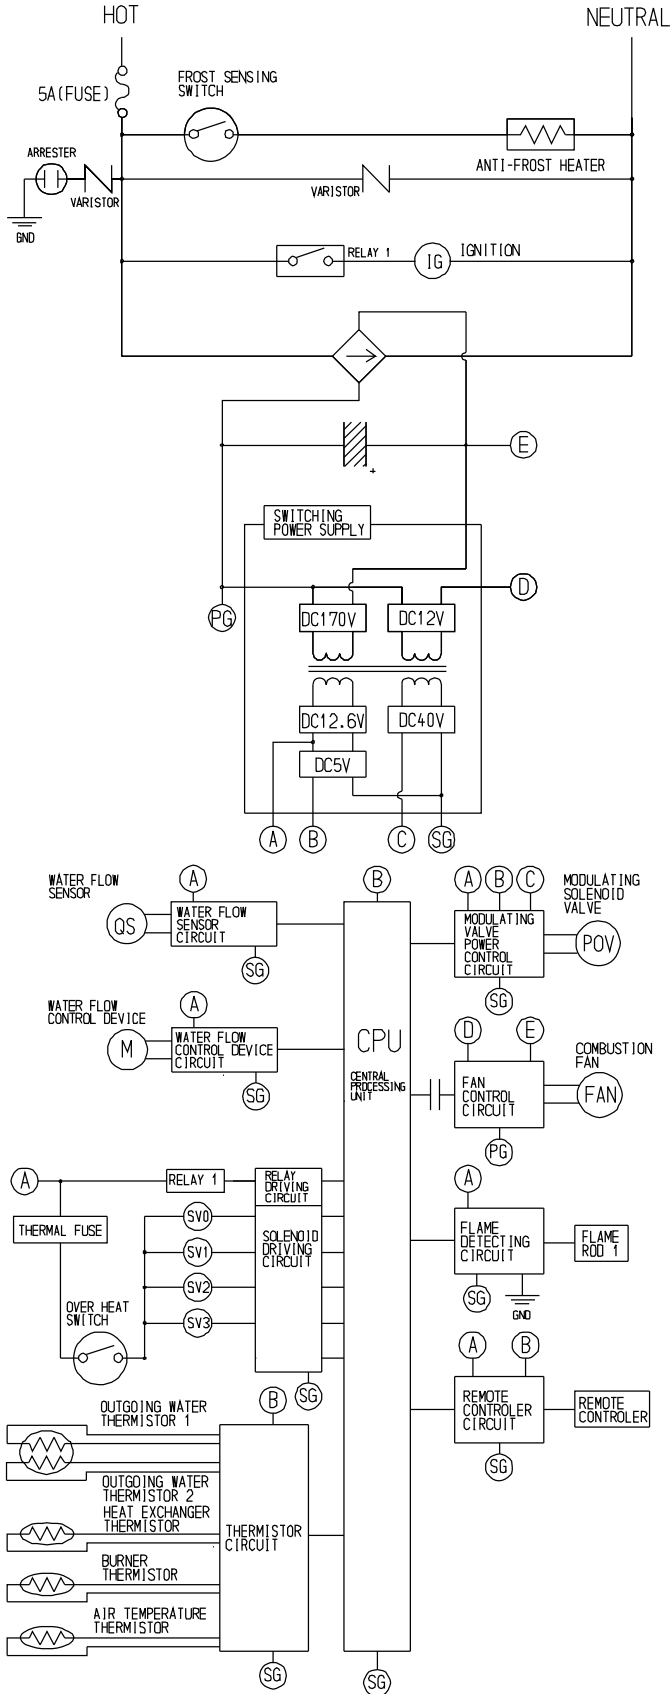 HOT
NEUTRAL
5A(FUSE)
FROST SENSING
SWITCH
ARRESTER
VARISTOR
GND
ANTI-FROST HEATER
VARISTOR
RELAY 1
IG
IGNITION
+
E
SWITCHING
POWER SUPPLY
D
PG
DC170V
DC12V
DC12.6V
DC40V
DC5V
A
B
C
SG
WATER FLOW
SENSOR
QS
A
WATER FLOW
SENSOR
CIRCUIT
SG
WATER FLOW
CONTROL DEVICE
M
A
WATER FLOW
CONTROL DEVICE
CIRCUIT
SG
B
CPU
CENTRAL
PROCESSING
UNIT
A
B
C
MODULATING
SOLENOID
VALVE
MODULATING
VALVE
POWER
CONTROL
CIRCUIT
POV
SG
D
E
COMBUSTION
FAN
FAN
CONTROL
CIRCUIT
FAN
PG
A
RELAY 1
RELAY
DRIVING
CIRCUIT
THERMAL FUSE
SV0
SV1
SV2
SV3
SOLENOID
DRIVING
CIRCUIT
OVER HEAT
SWITCH
SG
A
FLAME
DETECTING
CIRCUIT
FLAME
ROD 1
SG
GND
A
B
REMOTE
CONTROLER
CIRCUIT
REMOTE
CONTROLER
SG
B
OUTGOING WATER
THERMISTOR 1
OUTGOING WATER
THERMISTOR 2
HEAT EXCHANGER
THERMISTOR
THERMISTOR
CIRCUIT
BURNER
THERMISTOR
AIR TEMPERATURE
THERMISTOR
SG
SG